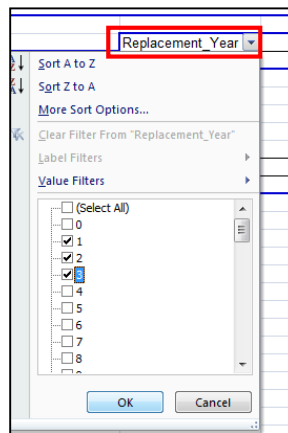 Replacement_Year
Sort A to Z
Sort Z to A
More Sort Options...
Clear Filter From "Replacement_Year"
Label Filters
Value Filters
(Select All)
0
1
2
3
4
5
6
7
8
OK
Cancel